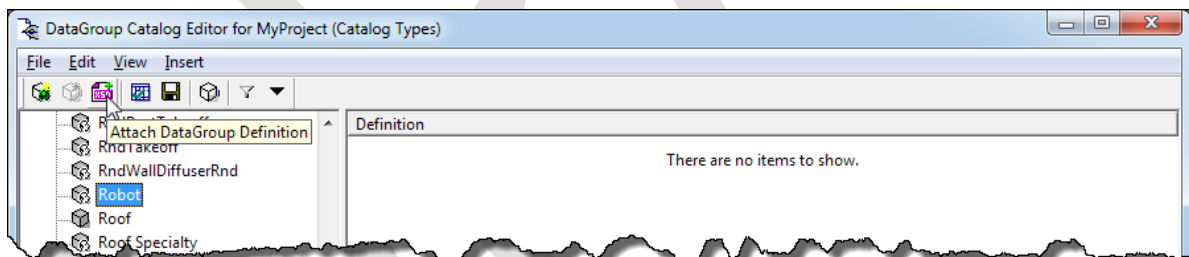 DataGroup Catalog Editor for MyProject (Catalog Types)
File Edit View Insert
Attach DataGroup Definition
RndTakeoff
RndWallDiffuserRnd
Robot
Roof
Roof Specialty
Definition
There are no items to show.